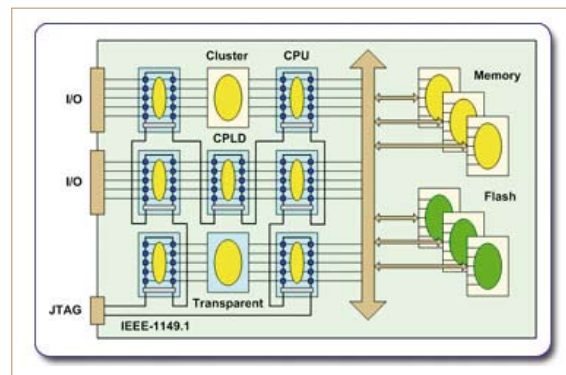 Cluster
CPU
Memory
I/O
CPLD
I/O
Flash
Transparent
JTAG
IEEE-1149.1